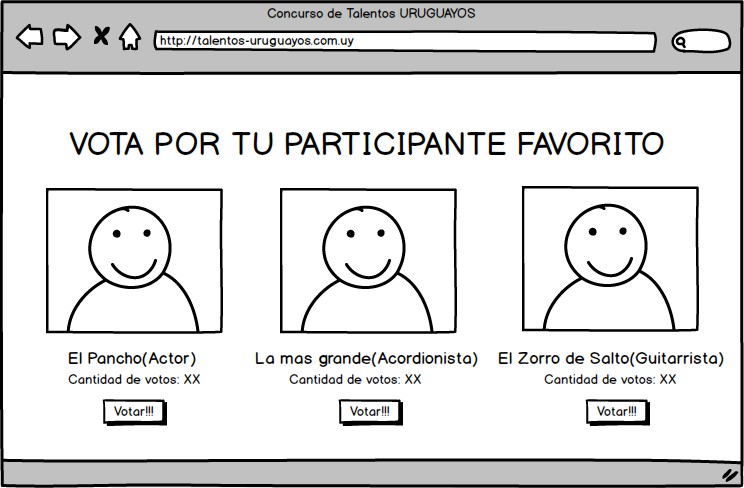 Concurso de Talentos URUGUAYOS
http://talentos-uruguayos.com.uy
VOTA POR TU PARTICIPANTE FAVORITO
El Pancho(Actor)
Cantidad de votos: XX
Votar!!!
La mas grande(Acordionista)
Cantidad de votos: XX
Votar!!!
El Zorro de Salto(Guitarrista)
Cantidad de votos: XX
Votar!!!